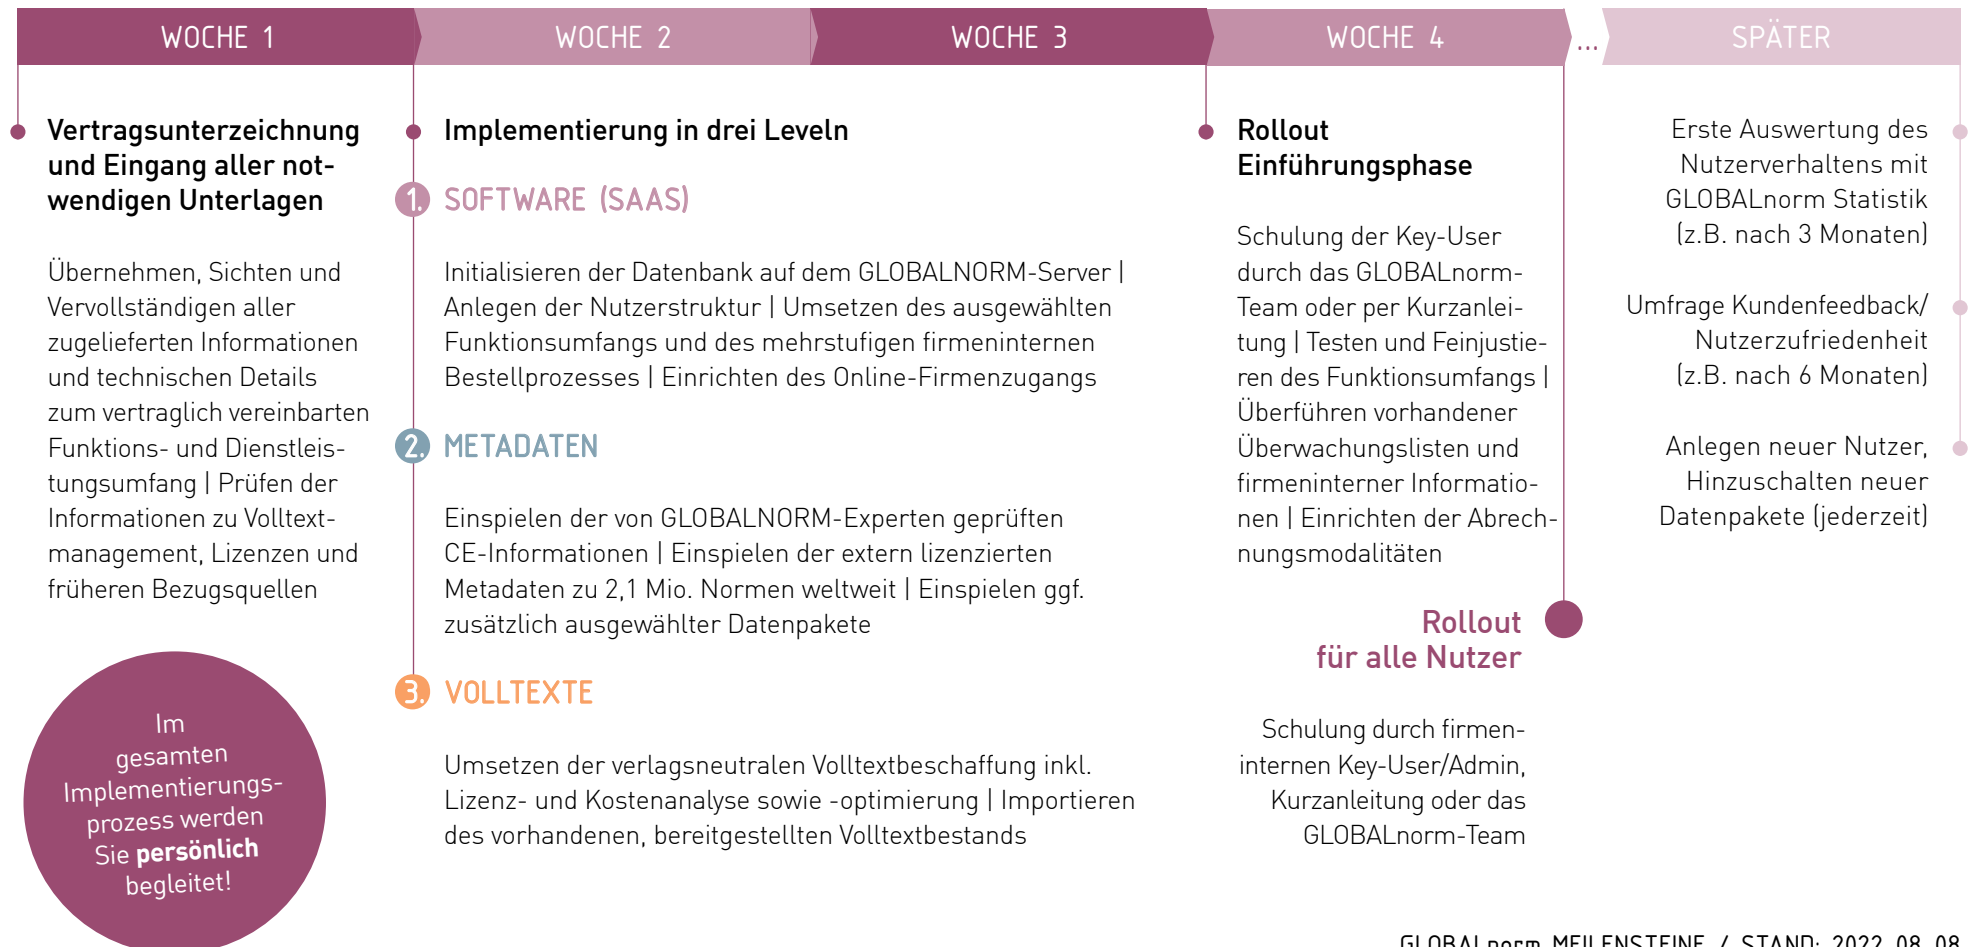 WOCHE 1
WOCHE 2
WOCHE 3
WOCHE 4
...
SPÄTER
Vertragsunterzeichnung
und Eingang aller not-
wendigen Unterlagen
Übernehmen, Sichten und
Vervollständigen aller
zugelieferten Informationen
und technischen Details
zum vertraglich vereinbarten
Funktions- und Dienstleis-
tungsumfang | Prüfen der
Informationen zu Volltext-
management, Lizenzen und
früheren Bezugsquellen
Im
gesamten
Implementierungs-
prozess werden
Sie persönlich
begleitet!
Implementierung in drei Leveln
1. SOFTWARE (SAAS)
Initialisieren der Datenbank auf dem GLOBALNORM-Server |
Anlegen der Nutzerstruktur | Umsetzen des ausgewählten
Funktionsumfangs und des mehrstufigen firmeninternen
Bestellprozesses | Einrichten des Online-Firmenzugangs
2. METADATEN
Einspielen der von GLOBALNORM-Experten geprüften
CE-Informationen | Einspielen der extern lizenzierten
Metadaten zu 2,1 Mio. Normen weltweit | Einspielen ggf.
zusätzlich ausgewählter Datenpakete
3. VOLLTEXTE
Umsetzen der verlagsneutralen Volltextbeschaffung inkl.
Lizenz- und Kostenanalyse sowie -optimierung | Importieren
des vorhandenen, bereitgestellten Volltextbestands
Rollout
Einführungsphase
Schulung der Key-User
durch das GLOBALnorm-
Team oder per Kurzanlei-
tung | Testen und Feinjustie-
ren des Funktionsumfangs |
Überführen vorhandener
Überwachungslisten und
firmeninterner Informatio-
nen | Einrichten der Abrech-
nungsmodalitäten
Rollout
für alle Nutzer
Schulung durch firmen-
internen Key-User/Admin,
Kurzanleitung oder das
GLOBALnorm-Team
Erste Auswertung des
Nutzerverhaltens mit
GLOBALnorm Statistik
(z.B. nach 3 Monaten)
Umfrage Kundenfeedback/
Nutzerzufriedenheit
(z.B. nach 6 Monaten)
Anlegen neuer Nutzer,
Hinzuschalten neuer
Datenpakete (jederzeit)
GLOBALnorm MEILENSTEINE / STAND: 2022 08 08